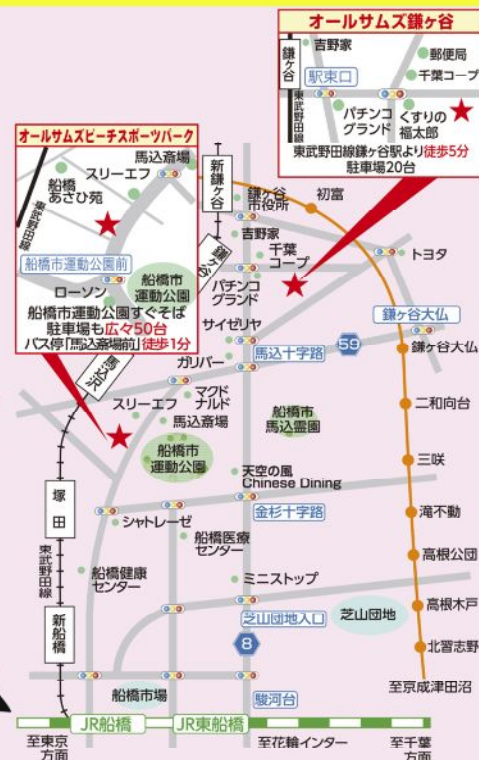 オールサムズ鎌ヶ谷
吉野家
鎌ヶ谷
郵便局
千葉コープ
駅東口
東武野田線
パチンコ
グランド
くすりの
福太郎
東武野田線鎌ヶ谷駅より徒歩5分
駐車場20台
オールサムズビーチスポーツパーク
馬込斎場
スリーエフ
船橋
あさひ苑
東武野田線
船橋市運動公園前
船橋市
運動公園
ローソン
船橋市運動公園すぐそば
駐車場も広々50台
バス停「馬込斎場前」徒歩1分
新鎌ヶ谷
鎌ヶ谷
市役所
初富
吉野家
鎌ヶ谷
千葉
コープ
トヨタ
パチンコ
グランド
サイゼリヤ
鎌ヶ谷大仏
59
鎌ヶ谷大仏
ガリバー
馬込十字路
馬込沢
マクド
ナルド
スリーエフ
馬込斎場
船橋市
馬込霊園
二和向台
船橋市
運動公園
天空の風
Chinese Dining
三咲
塚田
シャトレーゼ
金杉十字路
滝不動
船橋医療
センター
東武野田線
船橋健康
センター
高根公団
ミニストップ
新船橋
芝山団地入口
芝山団地
高根木戸
8
北習志野
船橋市場
駿河台
至京成津田沼
JR船橋
JR東船橋
至東京
方面
至花輪インター
至千葉
方面